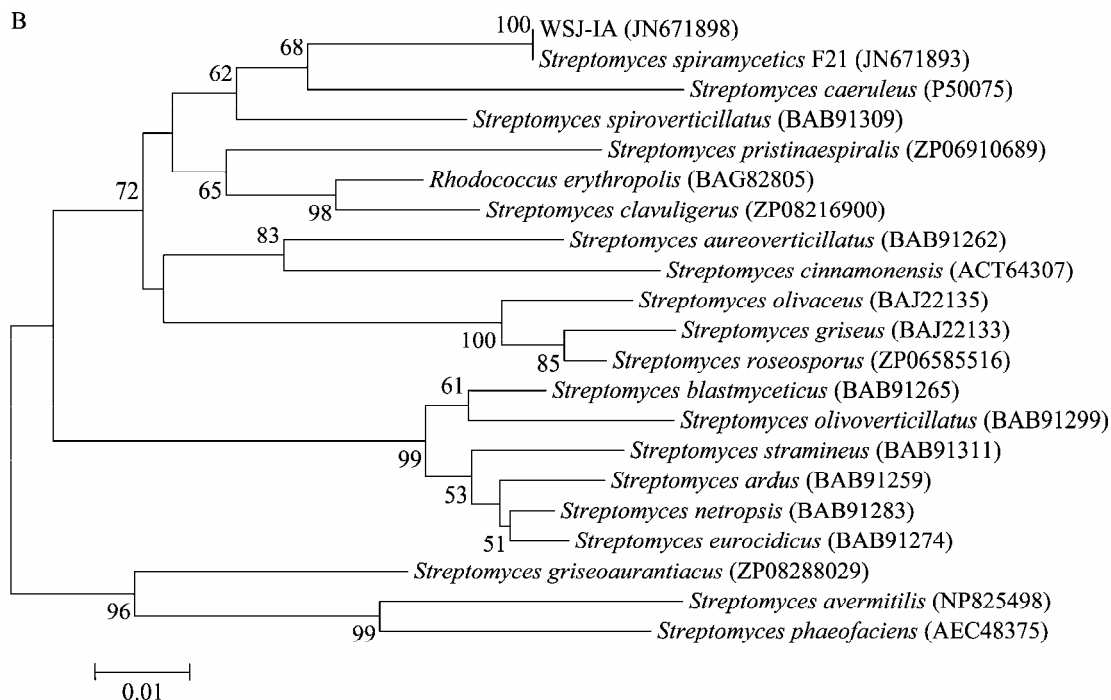 B
100 WSJ-IA (JN671898)
68
Streptomyces spiramycetics F21 (JN671893)
62
Streptomyces caeruleus (P50075)
Streptomyces spiroverticillatus (BAB91309)
Streptomyces pristinaespiralis (ZP06910689)
72
65
Rhodococcus erythropolis (BAG82805)
98
Streptomyces clavuligerus (ZP08216900)
83
Streptomyces aureoverticillatus (BAB91262)
Streptomyces cinnamonensis (ACT64307)
Streptomyces olivaceus (BAJ22135)
100
Streptomyces griseus (BAJ22133)
85
Streptomyces roseosporus (ZP06585516)
61
Streptomyces blastmyceticus (BAB91265)
Streptomyces olivoverticillatus (BAB91299)
99
Streptomyces stramineus (BAB91311)
53
Streptomyces ardus (BAB91259)
Streptomyces netropsis (BAB91283)
51
Streptomyces eurocidicus (BAB91274)
Streptomyces griseoaurantiacus (ZP08288029)
96
Streptomyces avermitilis (NP825498)
99
Streptomyces phaeofaciens (AEC48375)
0.01